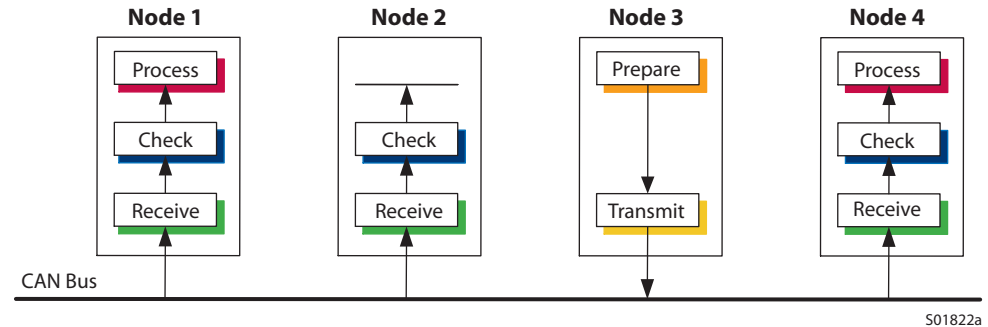 Node 1
Node 2
Node 3
Node 4
Process
Prepare
Process
Check
Check
Check
Receive
Receive
Transmit
Receive
CAN Bus
S01822a